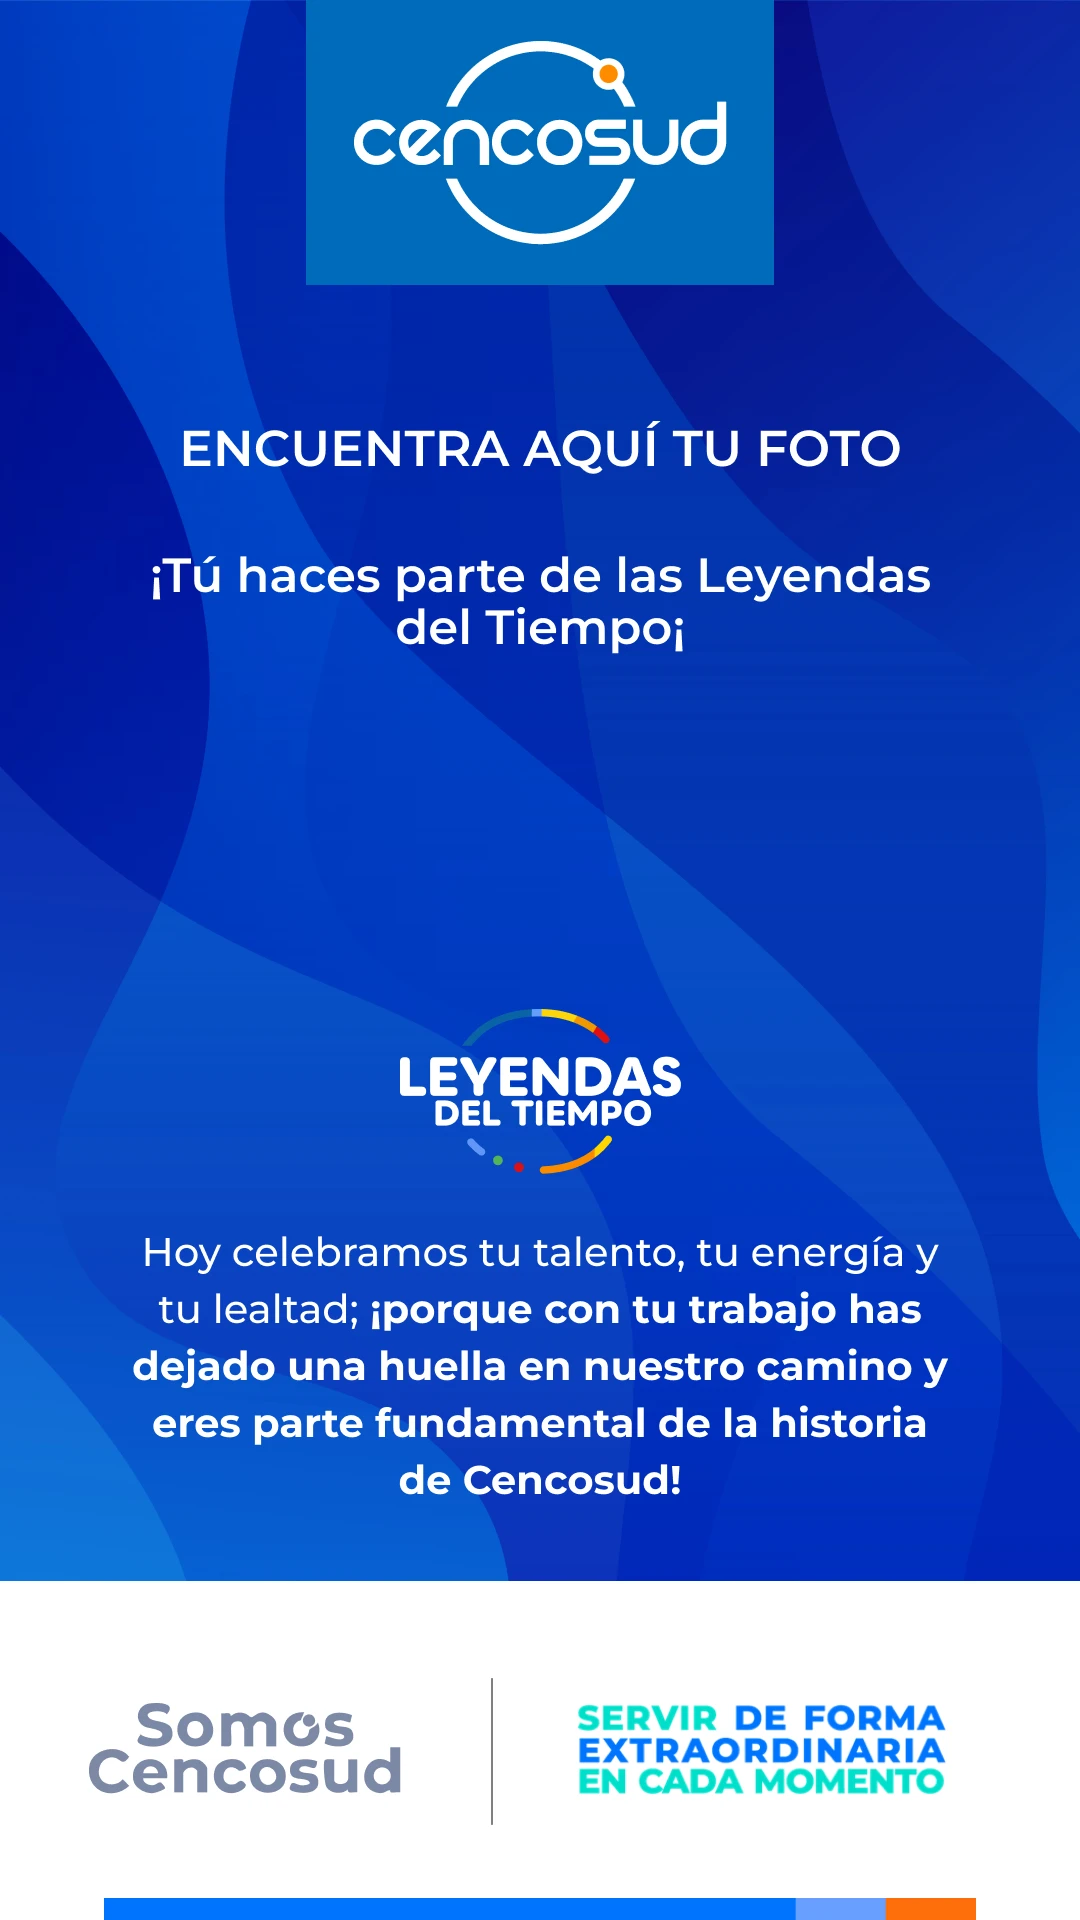 cencosud
ENCUENTRA AQUÍ TU FOTO
¡Tú haces parte de las Leyendas
del Tiempo¡
LEYENDAS
DEL TIEMPO
Hoy celebramos tu talento, tu energía y
tu lealtad; ¡porque con tu trabajo has
dejado una huella en nuestro camino y
eres parte fundamental de la historia
de Cencosud!
Somos
Cencosud
SERVIR DE FORMA
EXTRAORDINARIA
EN CADA MOMENTO